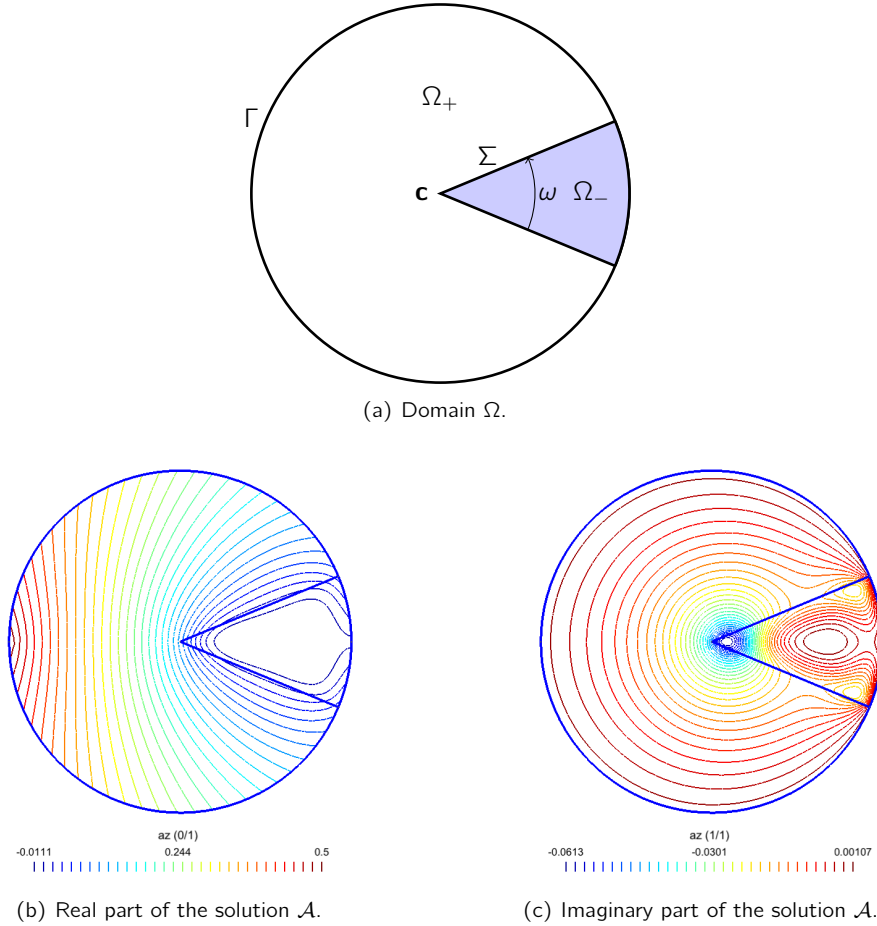 Ω₊
Γ
Σ
c ω Ω₋
(a) Domain Ω.
az (0/1)
-0.0111 0.244 0.5
az (1/1)
-0.0613 -0.0301 0.00107
(b) Real part of the solution 𝒜.
(c) Imaginary part of the solution 𝒜.